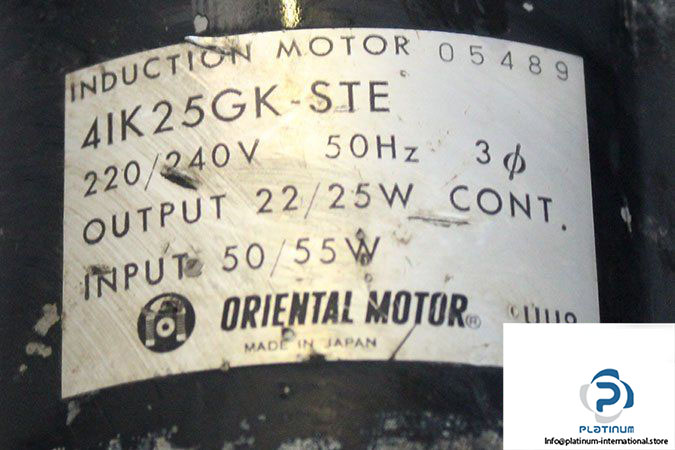 INDUCTION MOTOR 05489
4IK25GK-STE
220/240V 50Hz 3ϕ
OUTPUT 22/25W CONT.
INPUT 50/55W
ORIENTAL MOTOR®
MADE IN JAPAN
PLATINUM
Info@platinum-international.store